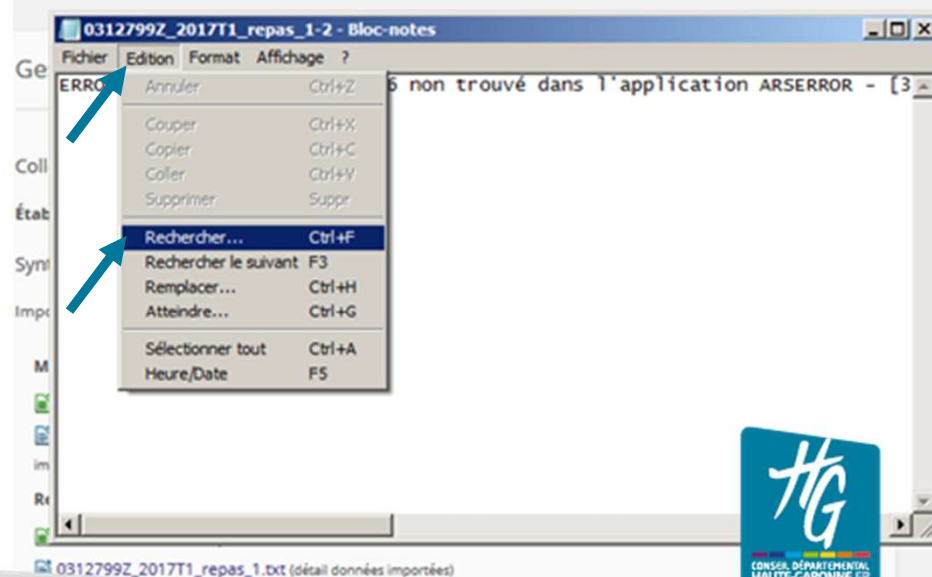 0312799Z_2017T1_repas_1-2 - Bloc-notes
Fichier Edition Format Affichage ?
ERRO 6 non trouvé dans l'application ARSERROR - [3
Annuler Ctrl+Z
Couper Ctrl+X
Copier Ctrl+C
Coller Ctrl+V
Supprimer Suppr
Rechercher... Ctrl+F
Rechercher le suivant F3
Remplacer... Ctrl+H
Atteindre... Ctrl+G
Sélectionner tout Ctrl+A
Heure/Date F5
Ge
Coll
Étab
Synt
Impo
M
im
Re
0312799Z_2017T1_repas_1.txt (détail données importées)
HG
CONSEIL DÉPARTEMENTAL
HAUTE-GARONNE.FR